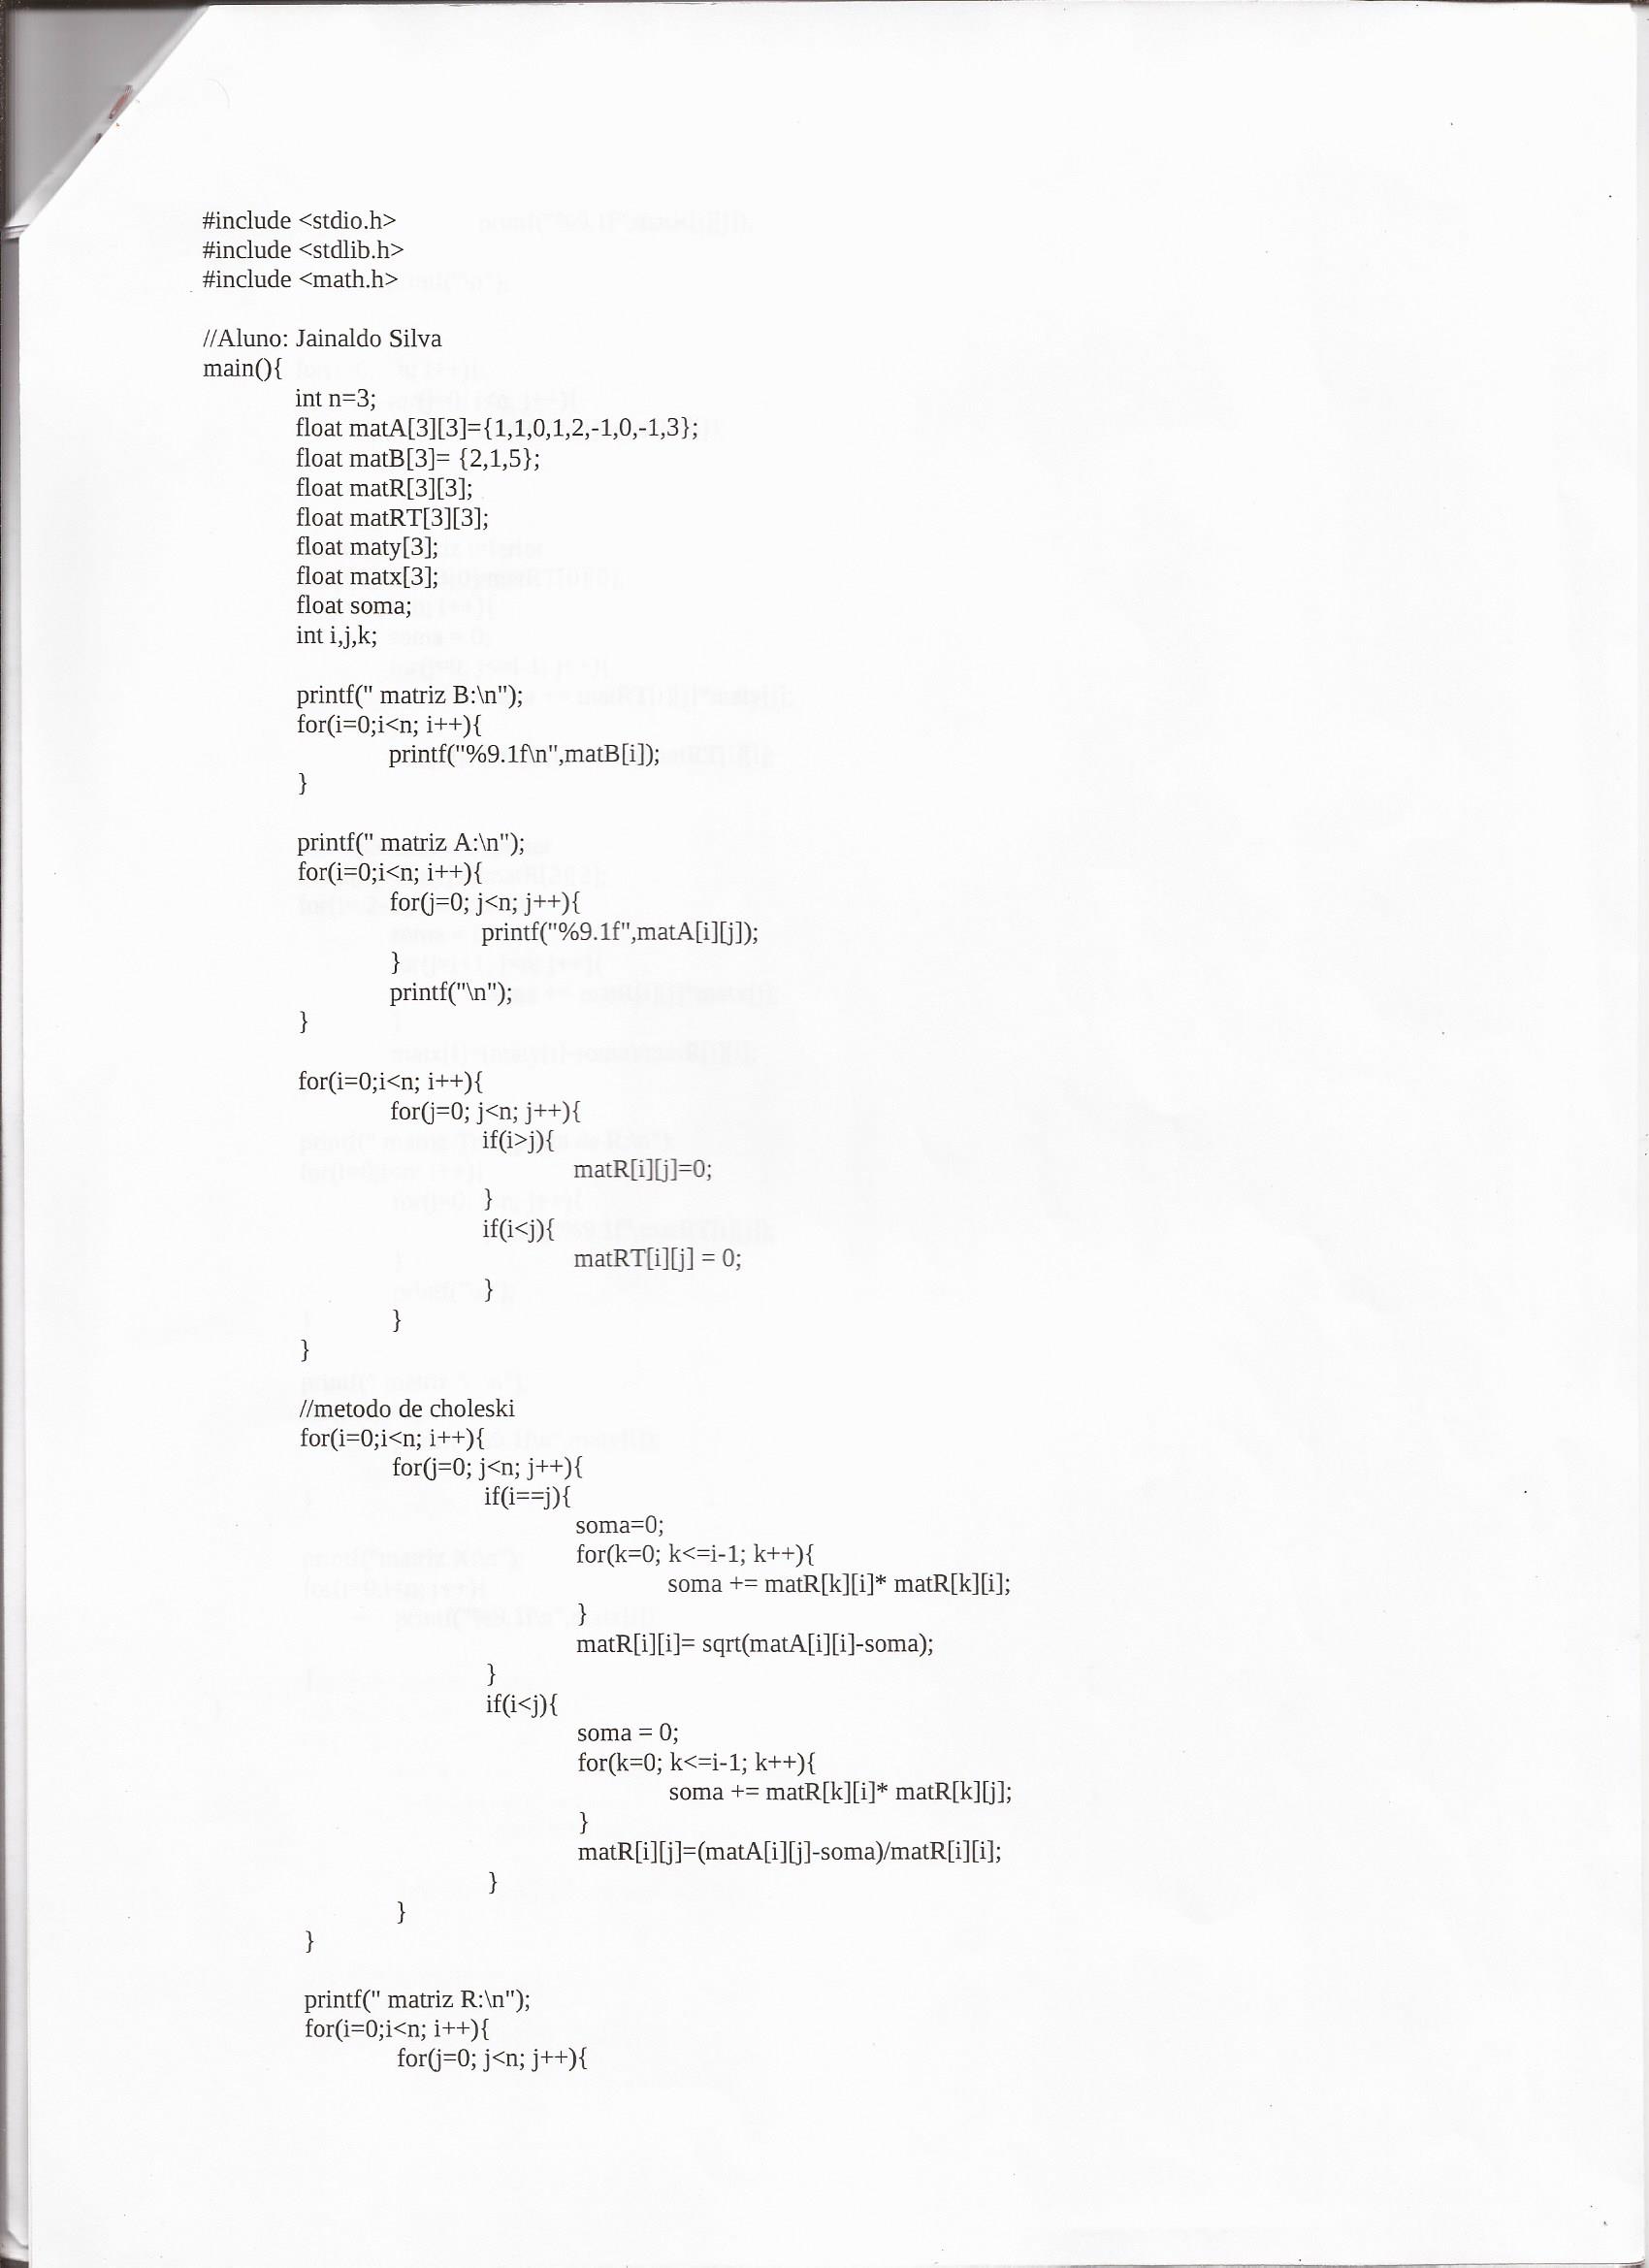 #include <stdio.h>
#include <stdlib.h>
#include <math.h>

//Aluno: Jainaldo Silva
main(){
	int n=3;
	float matA[3][3]={1,1,0,1,2,-1,0,-1,3};
	float matB[3]= {2,1,5};
	float matR[3][3];
	float matRT[3][3];
	float maty[3];
	float matx[3];
	float soma;
	int i,j,k;

	printf(" matriz B:\n");
	for(i=0;i<n; i++){
		printf("%9.1f\n",matB[i]);
	}

	printf(" matriz A:\n");
	for(i=0;i<n; i++){
		for(j=0; j<n; j++){
			printf("%9.1f",matA[i][j]);
		}
		printf("\n");
	}

	for(i=0;i<n; i++){
		for(j=0; j<n; j++){
			if(i>j){
				matR[i][j]=0;
			}
			if(i<j){
				matRT[i][j] = 0;
			}
		}
	}

	//metodo de choleski
	for(i=0;i<n; i++){
		for(j=0; j<n; j++){
			if(i==j){
				soma=0;
				for(k=0; k<=i-1; k++){
					soma += matR[k][i]* matR[k][i];
				}
				matR[i][i]= sqrt(matA[i][i]-soma);
			}
			if(i<j){
				soma = 0;
				for(k=0; k<=i-1; k++){
					soma += matR[k][i]* matR[k][j];
				}
				matR[i][j]=(matA[i][j]-soma)/matR[i][i];
			}
		}
	}

	printf(" matriz R:\n");
	for(i=0;i<n; i++){
		for(j=0; j<n; j++){